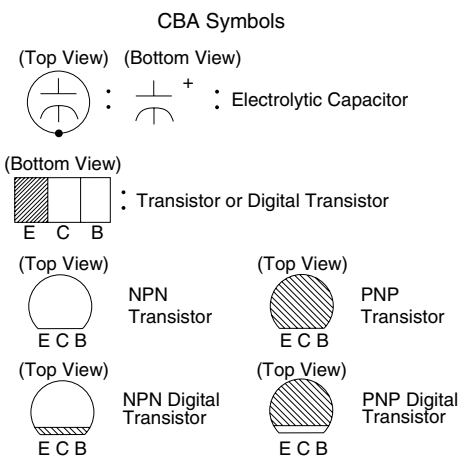 CBA Symbols
(Top View) (Bottom View)
+
: : Electrolytic Capacitor
(Bottom View)
: Transistor or Digital Transistor
E C B
(Top View)
NPN
Transistor
E C B
(Top View)
PNP
Transistor
E C B
(Top View)
NPN Digital
Transistor
E C B
(Top View)
PNP Digital
Transistor
E C B